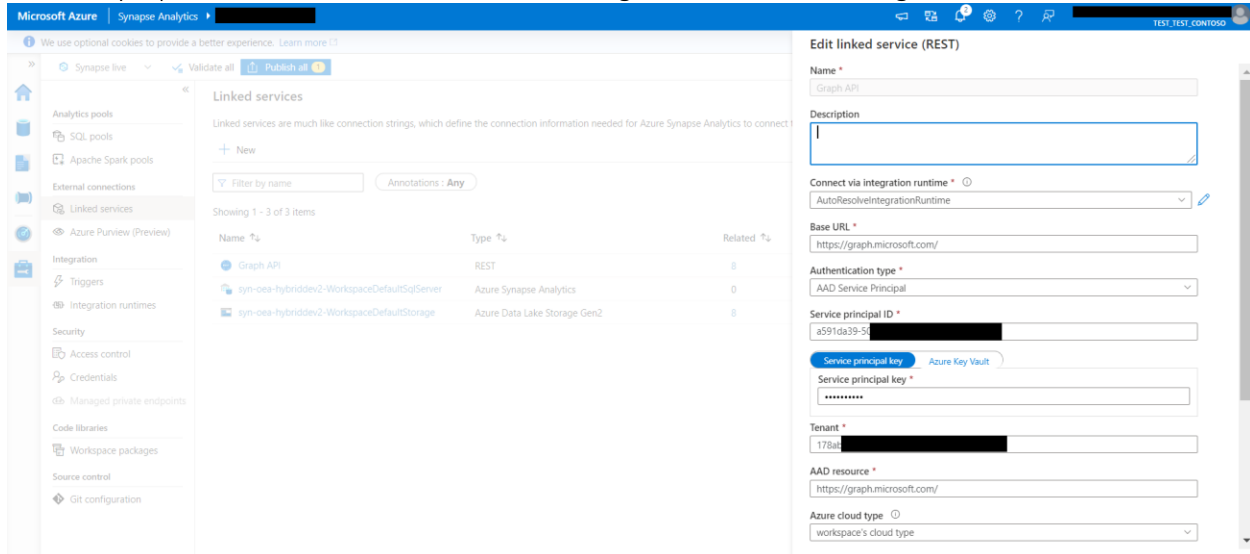 Microsoft Azure | Synapse Analytics
2
TEST_TEST_CONTOSO
We use optional cookies to provide a better experience. Learn more
Synapse live
Validate all
Publish all 1
Analytics pools
SQL pools
Apache Spark pools
External connections
Linked services
Azure Purview (Preview)
Integration
Triggers
Integration runtimes
Security
Access control
Credentials
Managed private endpoints
Code libraries
Workspace packages
Source control
Git configuration
Linked services
Linked services are much like connection strings, which define the connection information needed for Azure Synapse Analytics to connect
+ New
Filter by name
Annotations : Any
Showing 1 - 3 of 3 items
Name Type Related
Graph API REST 8
syn-oea-hybriddev2-WorkspaceDefaultSqlServer Azure Synapse Analytics 0
syn-oea-hybriddev2-WorkspaceDefaultStorage Azure Data Lake Storage Gen2 8
Edit linked service (REST)
Name *
Graph API
Description
Connect via integration runtime *
AutoResolveIntegrationRuntime
Base URL *
https://graph.microsoft.com/
Authentication type *
AAD Service Principal
Service principal ID *
a591da39-50
Service principal key
Azure Key Vault
Service principal key *
••••••••••
Tenant *
178ab
AAD resource *
https://graph.microsoft.com/
Azure cloud type
workspace's cloud type